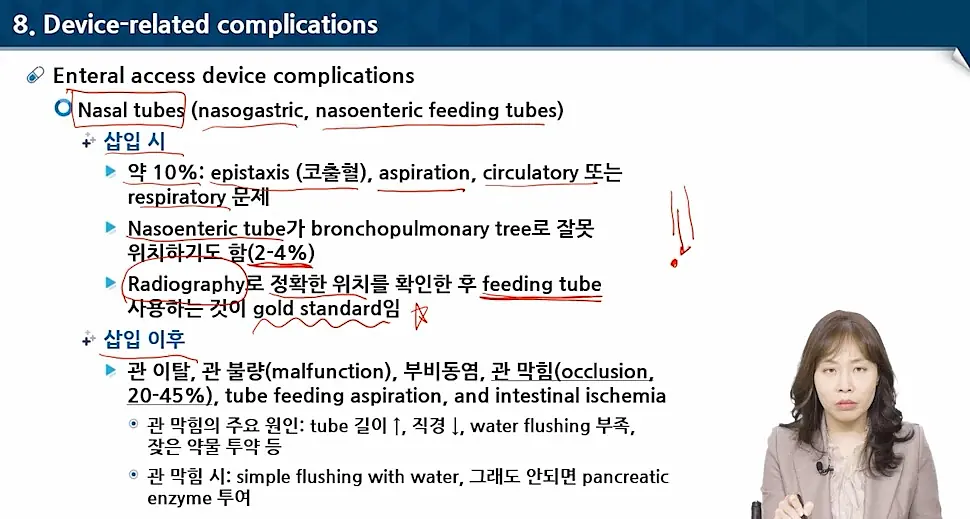 8. Device-related complications
Enteral access device complications
Nasal tubes (nasogastric, nasoenteric feeding tubes)
삽입 시
약 10%: epistaxis (코출혈), aspiration, circulatory 또는
respiratory 문제
Nasoenteric tube가 bronchopulmonary tree로 잘못
위치하기도 함(2-4%)
Radiography로 정확한 위치를 확인한 후 feeding tube
사용하는 것이 gold standard임
삽입 이후
관 이탈, 관 불량(malfunction), 부비동염, 관 막힘(occlusion,
20-45%), tube feeding aspiration, and intestinal ischemia
관 막힘의 주요 원인: tube 길이 ↑, 직경 ↓, water flushing 부족,
잦은 약물 투약 등
관 막힘 시: simple flushing with water, 그래도 안되면 pancreatic
enzyme 투여